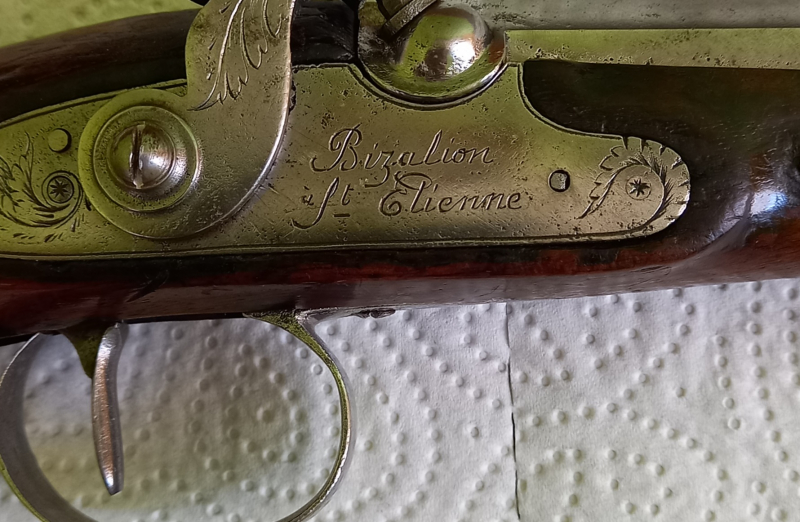 Bizalion
à St Etienne